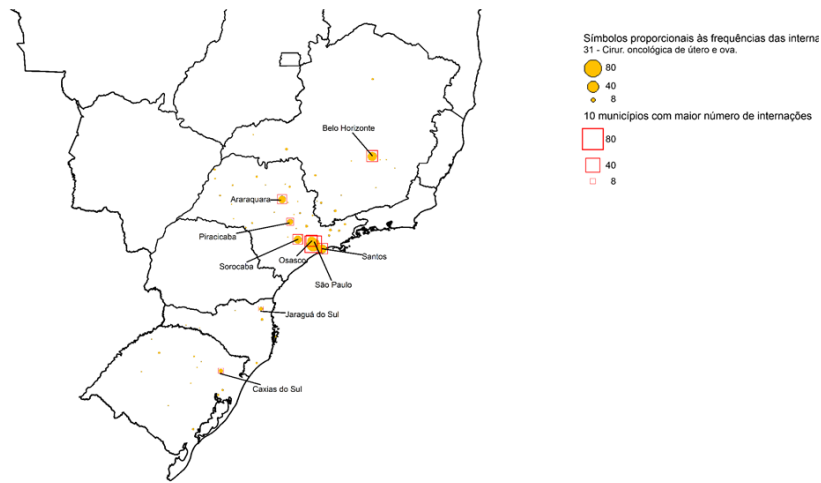 Símbolos proporcionais às frequências das interna
31 - Cirur. oncológica de útero e ova.
80
40
8
10 municípios com maior número de internações
80
40
8
Belo Horizonte
Araraquara
Piracicaba
Sorocaba
Osasco
Santos
São Paulo
Jaraguá do Sul
Caxias do Sul